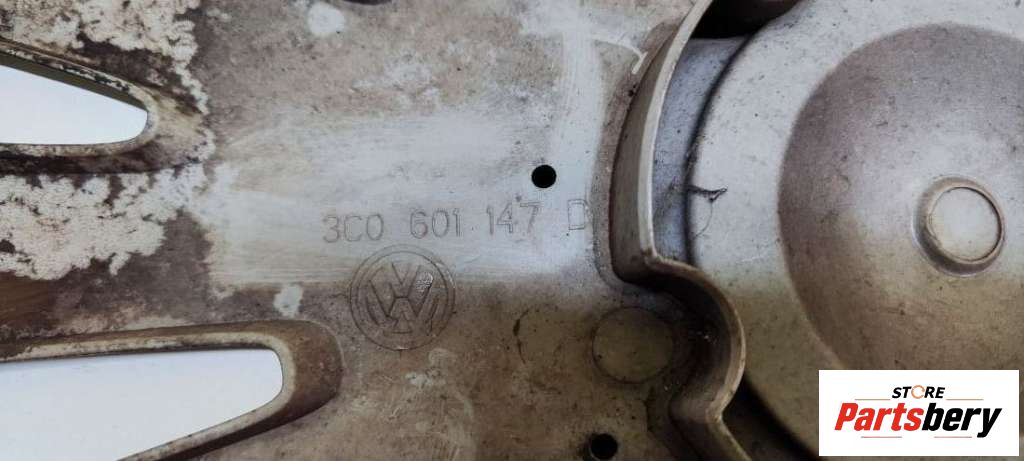 3C0 601 147 D
VW
STORE
Partsbery